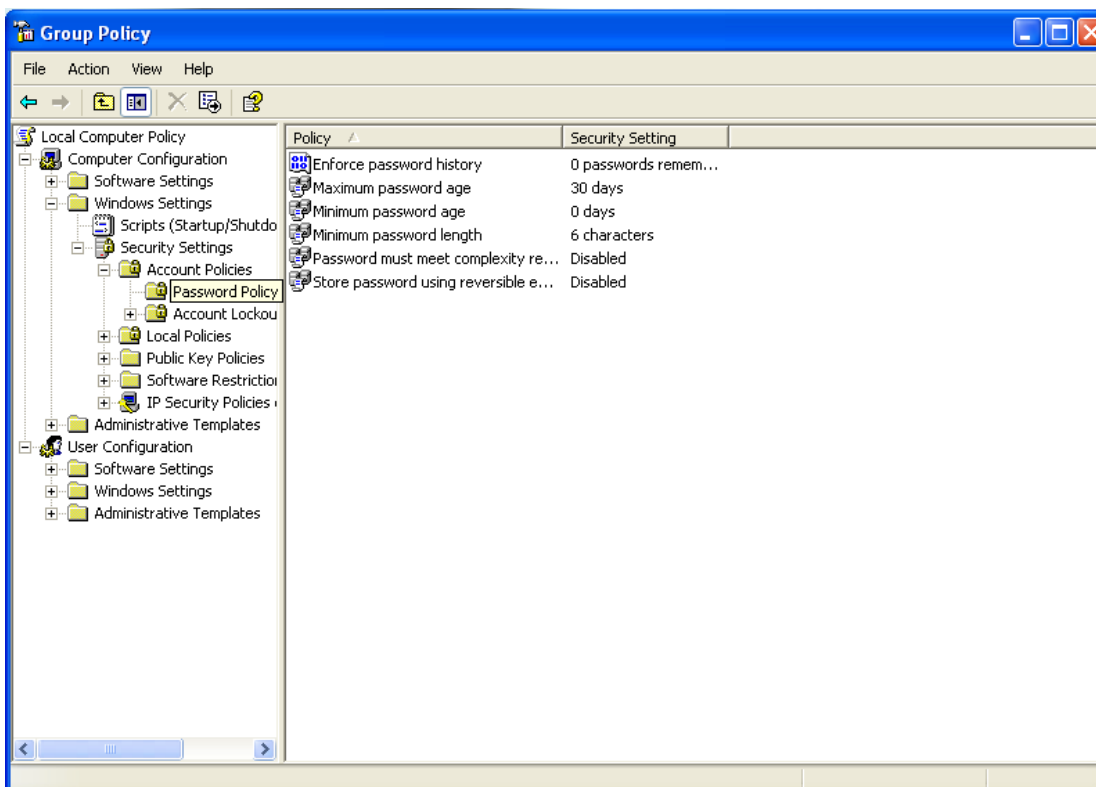 Group Policy
File Action View Help
Local Computer Policy
Computer Configuration
Software Settings
Windows Settings
Scripts (Startup/Shutdo
Security Settings
Account Policies
Password Policy
Account Lockou
Local Policies
Public Key Policies
Software Restriction
IP Security Policies
Administrative Templates
User Configuration
Software Settings
Windows Settings
Administrative Templates
Policy Security Setting
Enforce password history 0 passwords remem...
Maximum password age 30 days
Minimum password age 0 days
Minimum password length 6 characters
Password must meet complexity re... Disabled
Store password using reversible e... Disabled